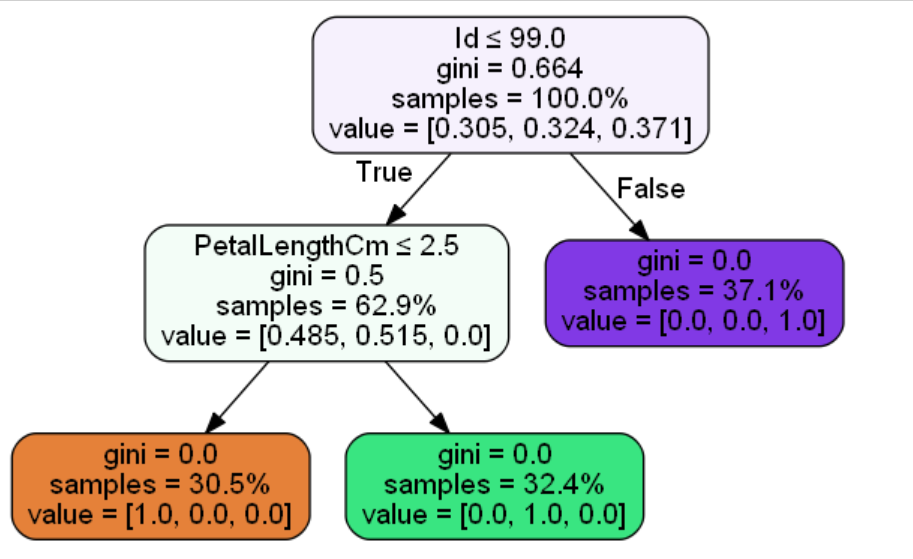 Id ≤ 99.0
gini = 0.664
samples = 100.0%
value = [0.305, 0.324, 0.371]
True
False
PetalLengthCm ≤ 2.5
gini = 0.5
samples = 62.9%
value = [0.485, 0.515, 0.0]
gini = 0.0
samples = 37.1%
value = [0.0, 0.0, 1.0]
gini = 0.0
samples = 30.5%
value = [1.0, 0.0, 0.0]
gini = 0.0
samples = 32.4%
value = [0.0, 1.0, 0.0]